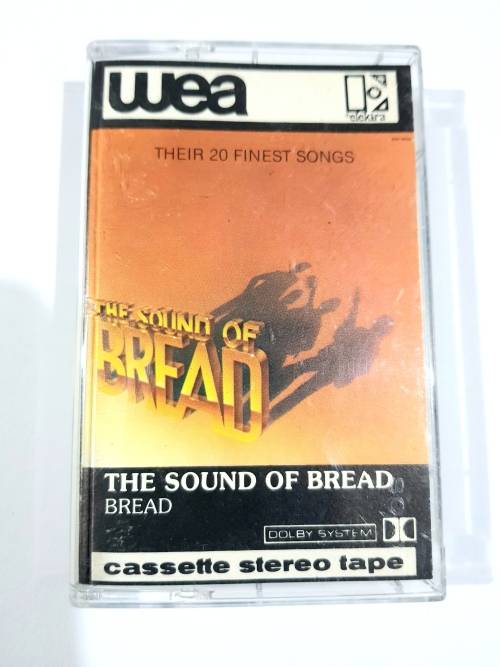 wea
elektra
THEIR 20 FINEST SONGS
THE SOUND OF
BREAD
THE SOUND OF BREAD
BREAD
DOLBY SYSTEM
cassette stereo tape